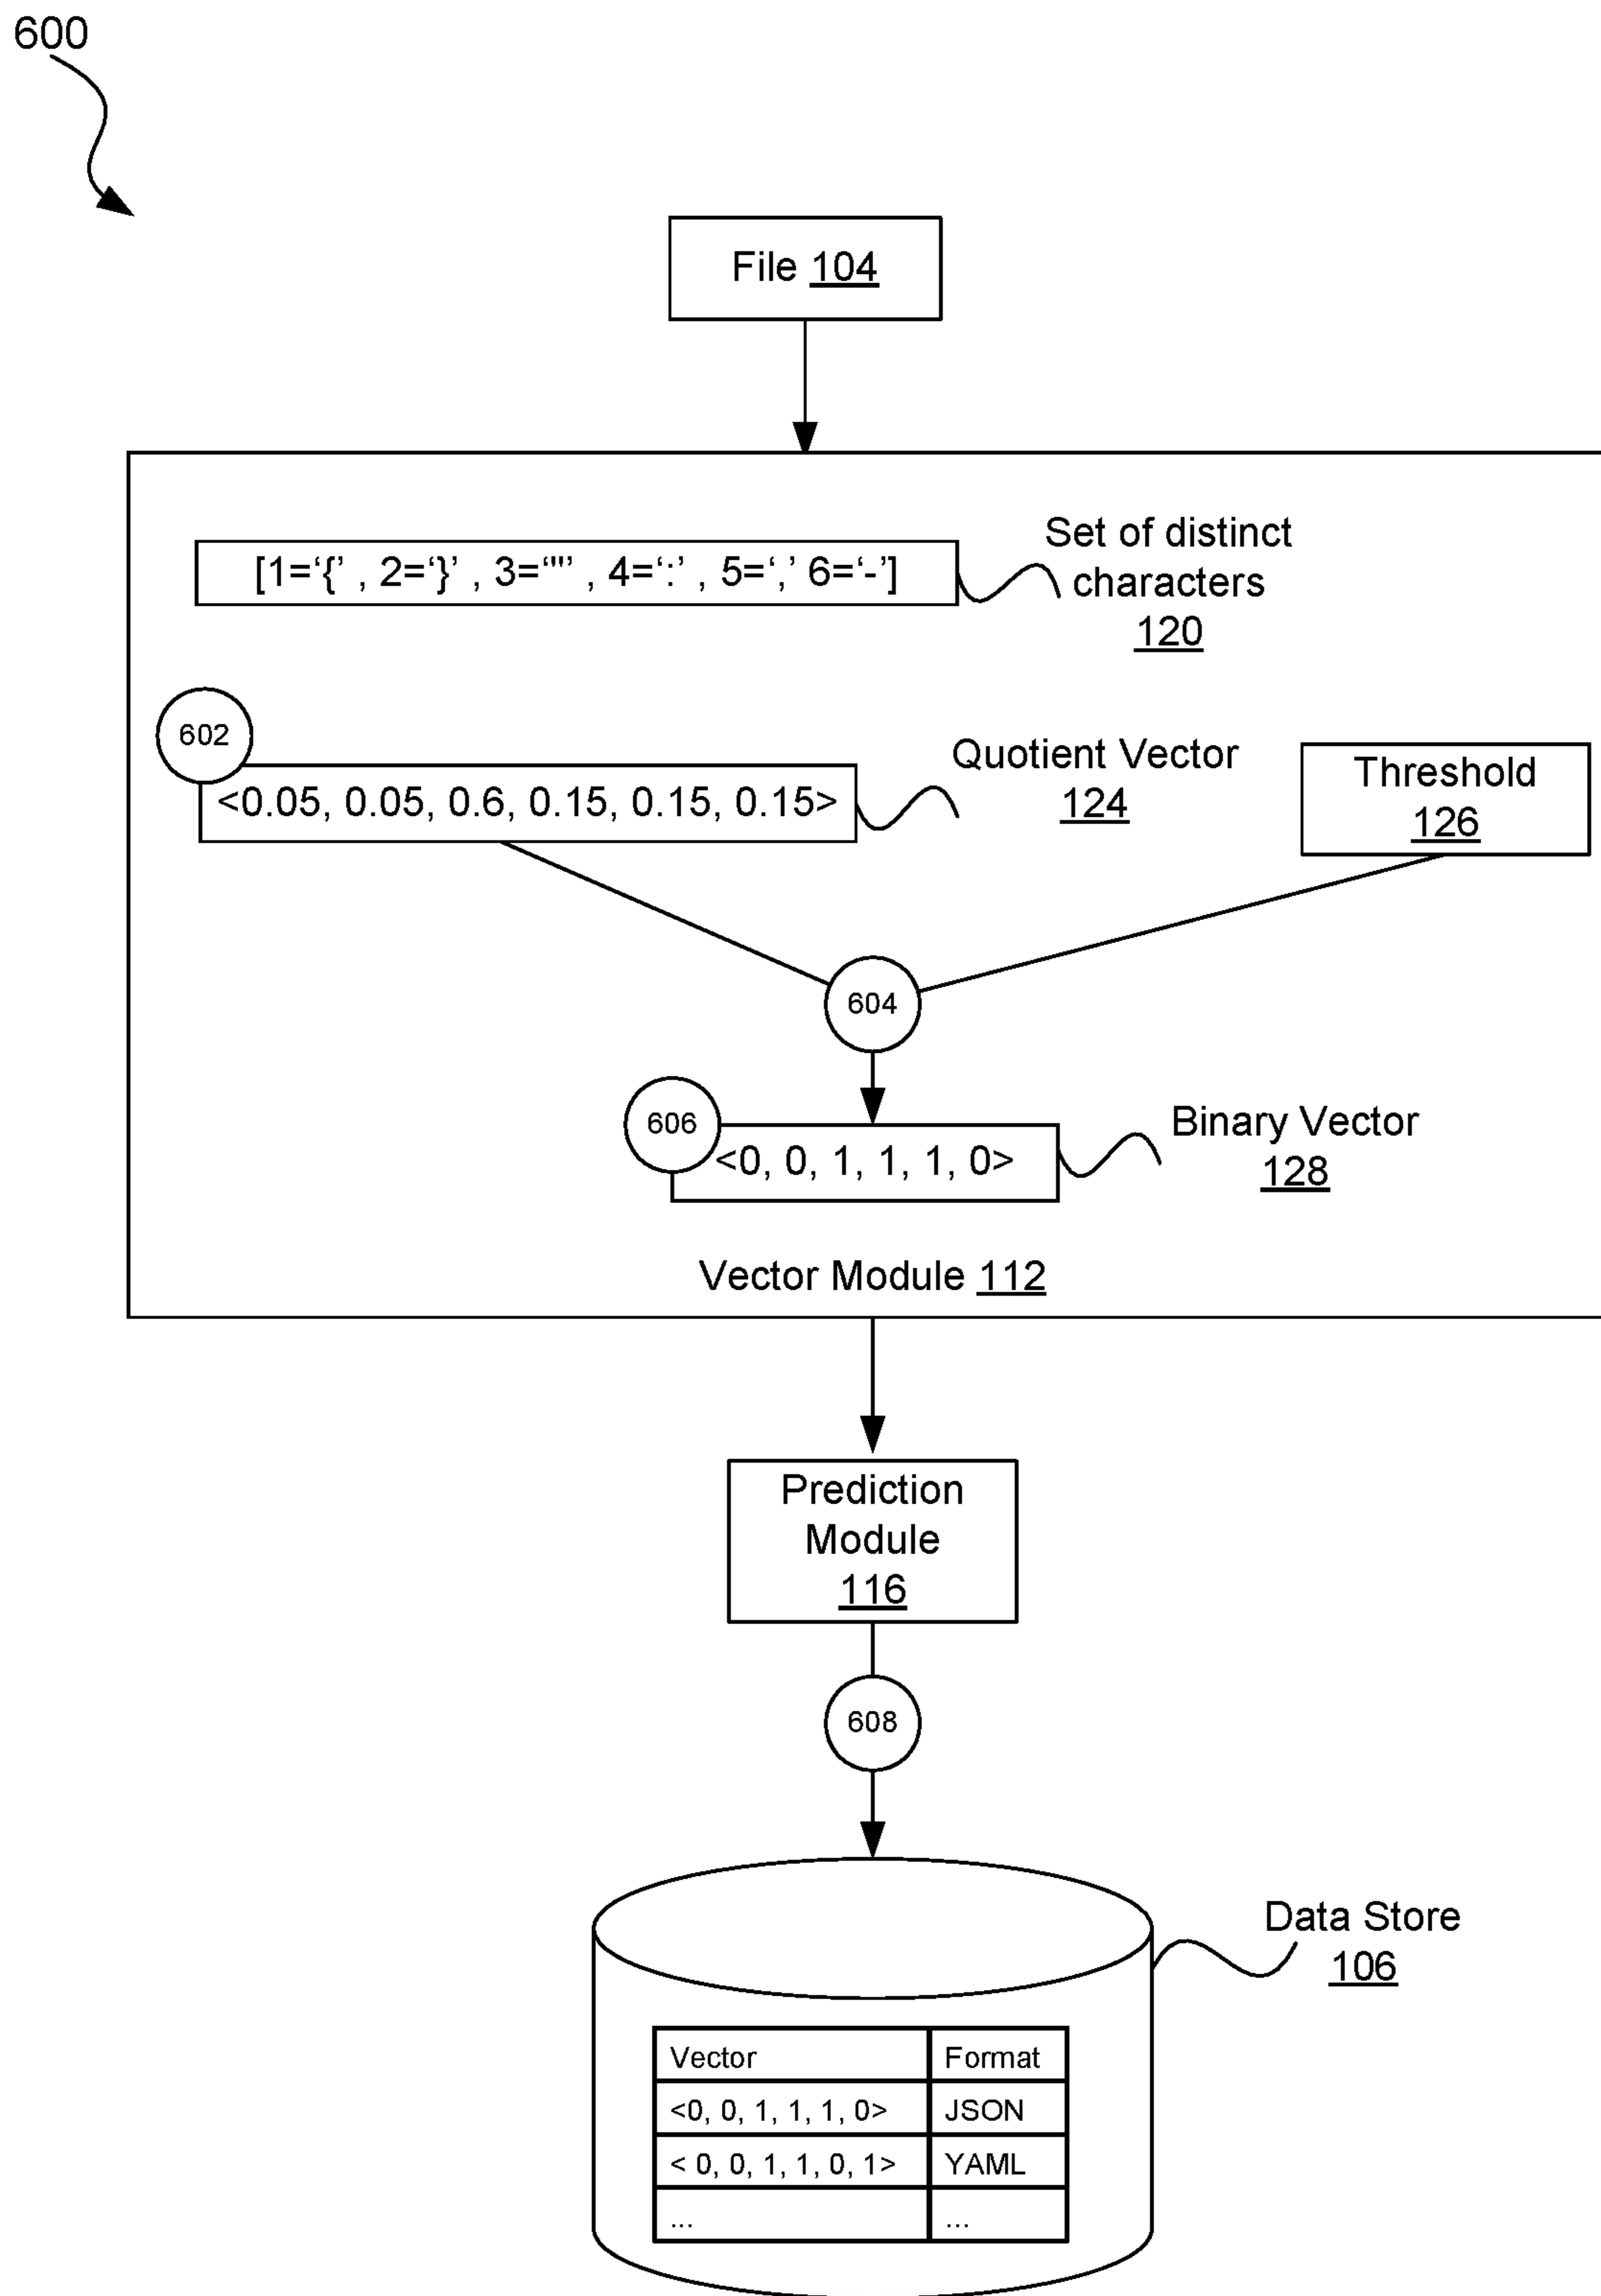 600
File 104
[1=‘{’ , 2=‘}’ , 3=‘"’ , 4=‘:’ , 5=‘,’ 6=‘-’]
Set of distinct
characters
120
602
<0.05, 0.05, 0.6, 0.15, 0.15, 0.15>
Quotient Vector
124
Threshold
126
604
606
<0, 0, 1, 1, 1, 0>
Binary Vector
128
Vector Module 112
Prediction
Module
116
608
Data Store
106
Vector Format
<0, 0, 1, 1, 1, 0> JSON
< 0, 0, 1, 1, 0, 1> YAML
... ...